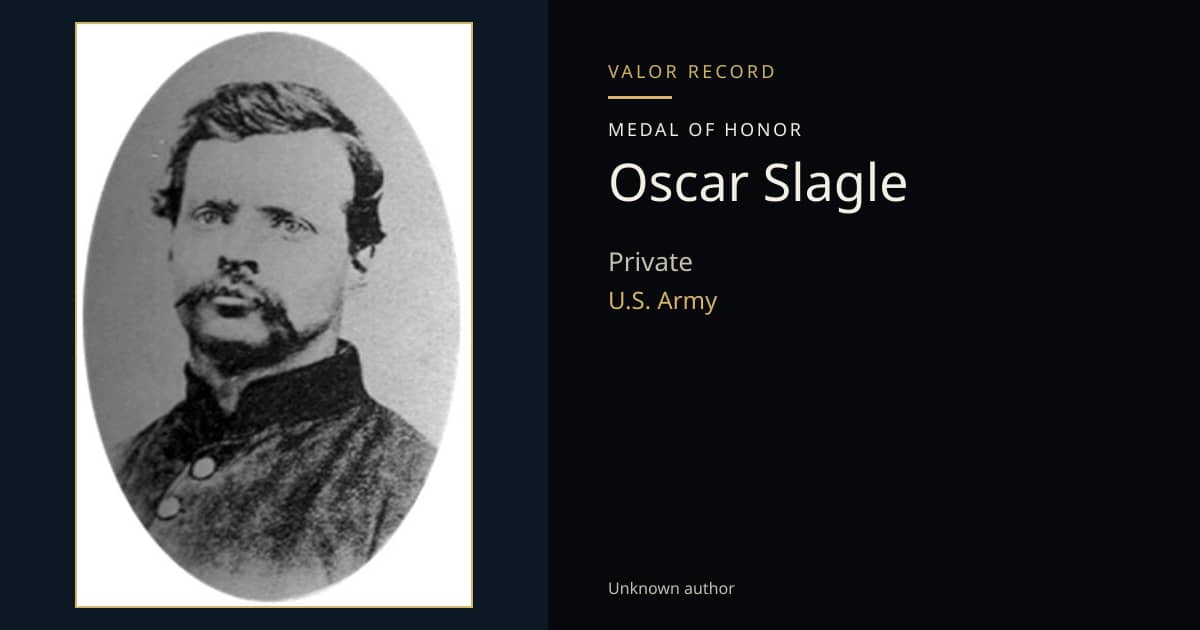 VALOR RECORD
MEDAL OF HONOR
Oscar Slagle
Private
U.S. Army
Unknown author